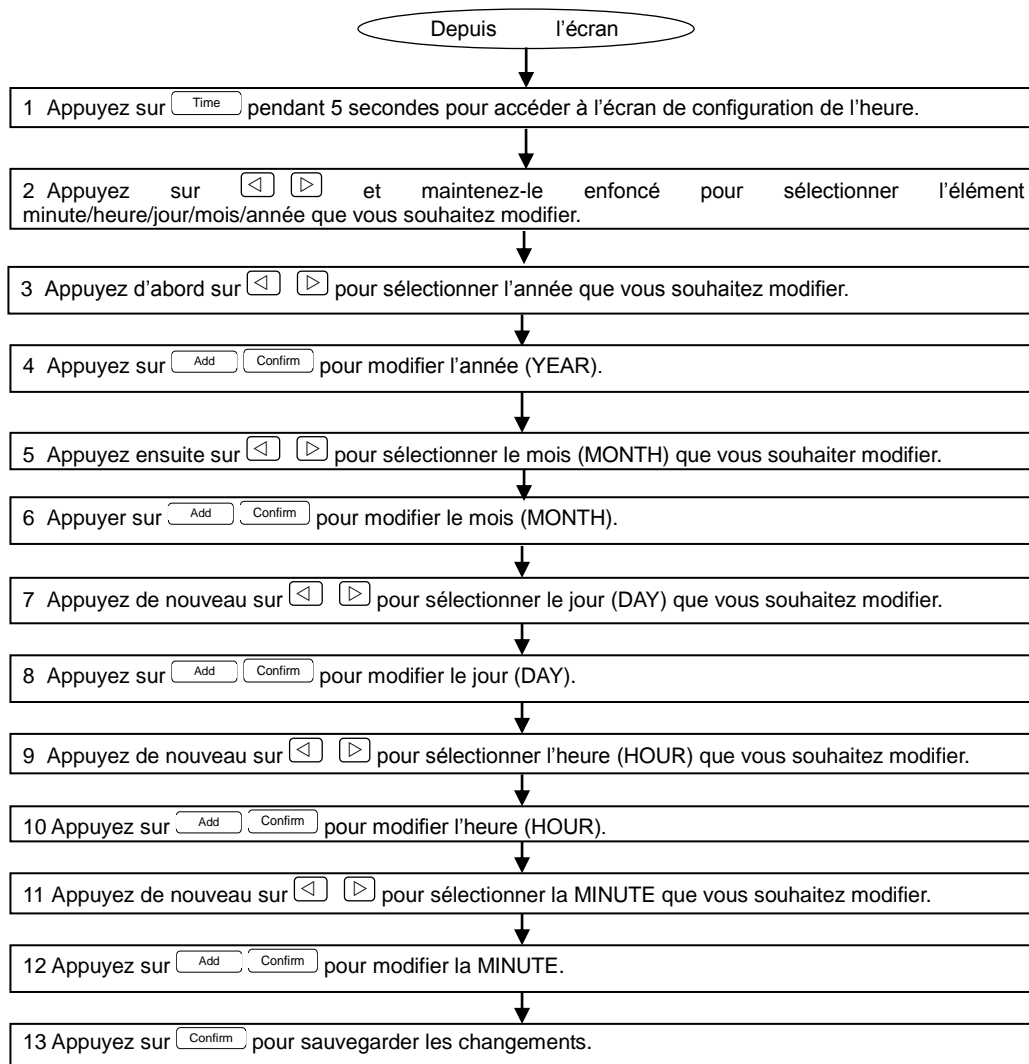 Depuis l'écran
1 Appuyez sur Time pendant 5 secondes pour accéder à l'écran de configuration de l'heure.
2 Appuyez sur ◁ ▷ et maintenez-le enfoncé pour sélectionner l'élément
minute/heure/jour/mois/année que vous souhaitez modifier.
3 Appuyez d'abord sur ◁ ▷ pour sélectionner l'année que vous souhaitez modifier.
4 Appuyez sur Add Confirm pour modifier l'année (YEAR).
5 Appuyez ensuite sur ◁ ▷ pour sélectionner le mois (MONTH) que vous souhaiter modifier.
6 Appuyer sur Add Confirm pour modifier le mois (MONTH).
7 Appuyez de nouveau sur ◁ ▷ pour sélectionner le jour (DAY) que vous souhaitez modifier.
8 Appuyez sur Add Confirm pour modifier le jour (DAY).
9 Appuyez de nouveau sur ◁ ▷ pour sélectionner l'heure (HOUR) que vous souhaitez modifier.
10 Appuyez sur Add Confirm pour modifier l'heure (HOUR).
11 Appuyez de nouveau sur ◁ ▷ pour sélectionner la MINUTE que vous souhaitez modifier.
12 Appuyez sur Add Confirm pour modifier la MINUTE.
13 Appuyez sur Confirm pour sauvegarder les changements.